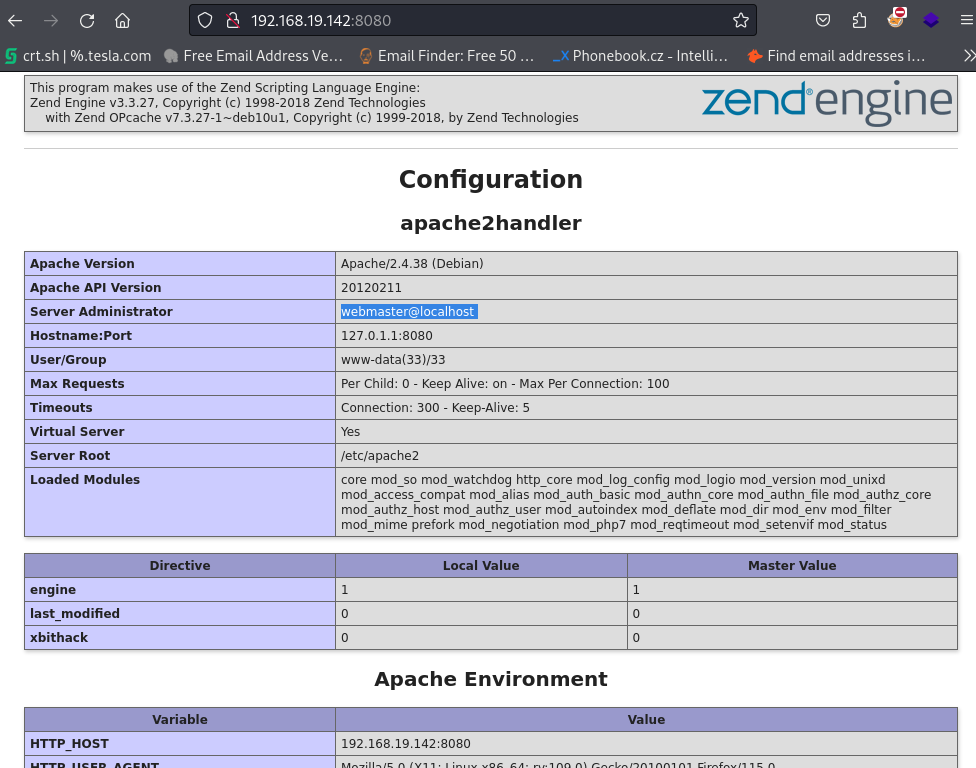 192.168.19.142:8080
crt.sh | %.tesla.com Free Email Address Ve… Email Finder: Free 50 … Phonebook.cz - Intelli… Find email addresses i…
This program makes use of the Zend Scripting Language Engine:
Zend Engine v3.3.27, Copyright (c) 1998-2018 Zend Technologies
with Zend OPcache v7.3.27-1~deb10u1, Copyright (c) 1999-2018, by Zend Technologies
zend engine
Configuration
apache2handler
Apache Version Apache/2.4.38 (Debian)
Apache API Version 20120211
Server Administrator webmaster@localhost
Hostname:Port 127.0.1.1:8080
User/Group www-data(33)/33
Max Requests Per Child: 0 - Keep Alive: on - Max Per Connection: 100
Timeouts Connection: 300 - Keep-Alive: 5
Virtual Server Yes
Server Root /etc/apache2
Loaded Modules core mod_so mod_watchdog http_core mod_log_config mod_logio mod_version mod_unixd
mod_access_compat mod_alias mod_auth_basic mod_authn_core mod_authn_file mod_authz_core
mod_authz_host mod_authz_user mod_autoindex mod_deflate mod_dir mod_env mod_filter
mod_mime prefork mod_negotiation mod_php7 mod_reqtimeout mod_setenvif mod_status
Directive Local Value Master Value
engine 1 1
last_modified 0 0
xbithack 0 0
Apache Environment
Variable Value
HTTP_HOST 192.168.19.142:8080
HTTP_USER_AGENT Mozilla/5.0 (X11; Linux x86_64; rv:109.0) Gecko/20100101 Firefox/115.0